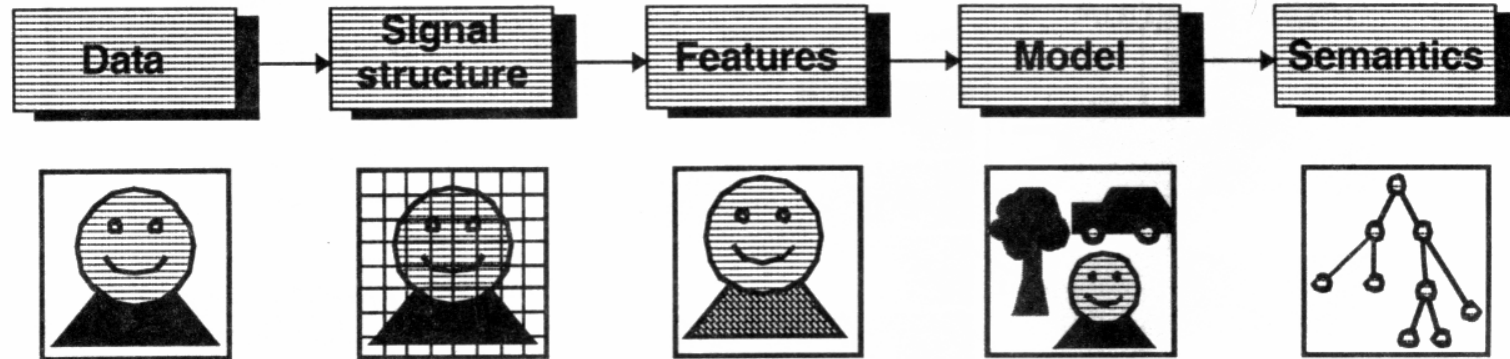 Data
Signal
structure
Features
Model
Semantics